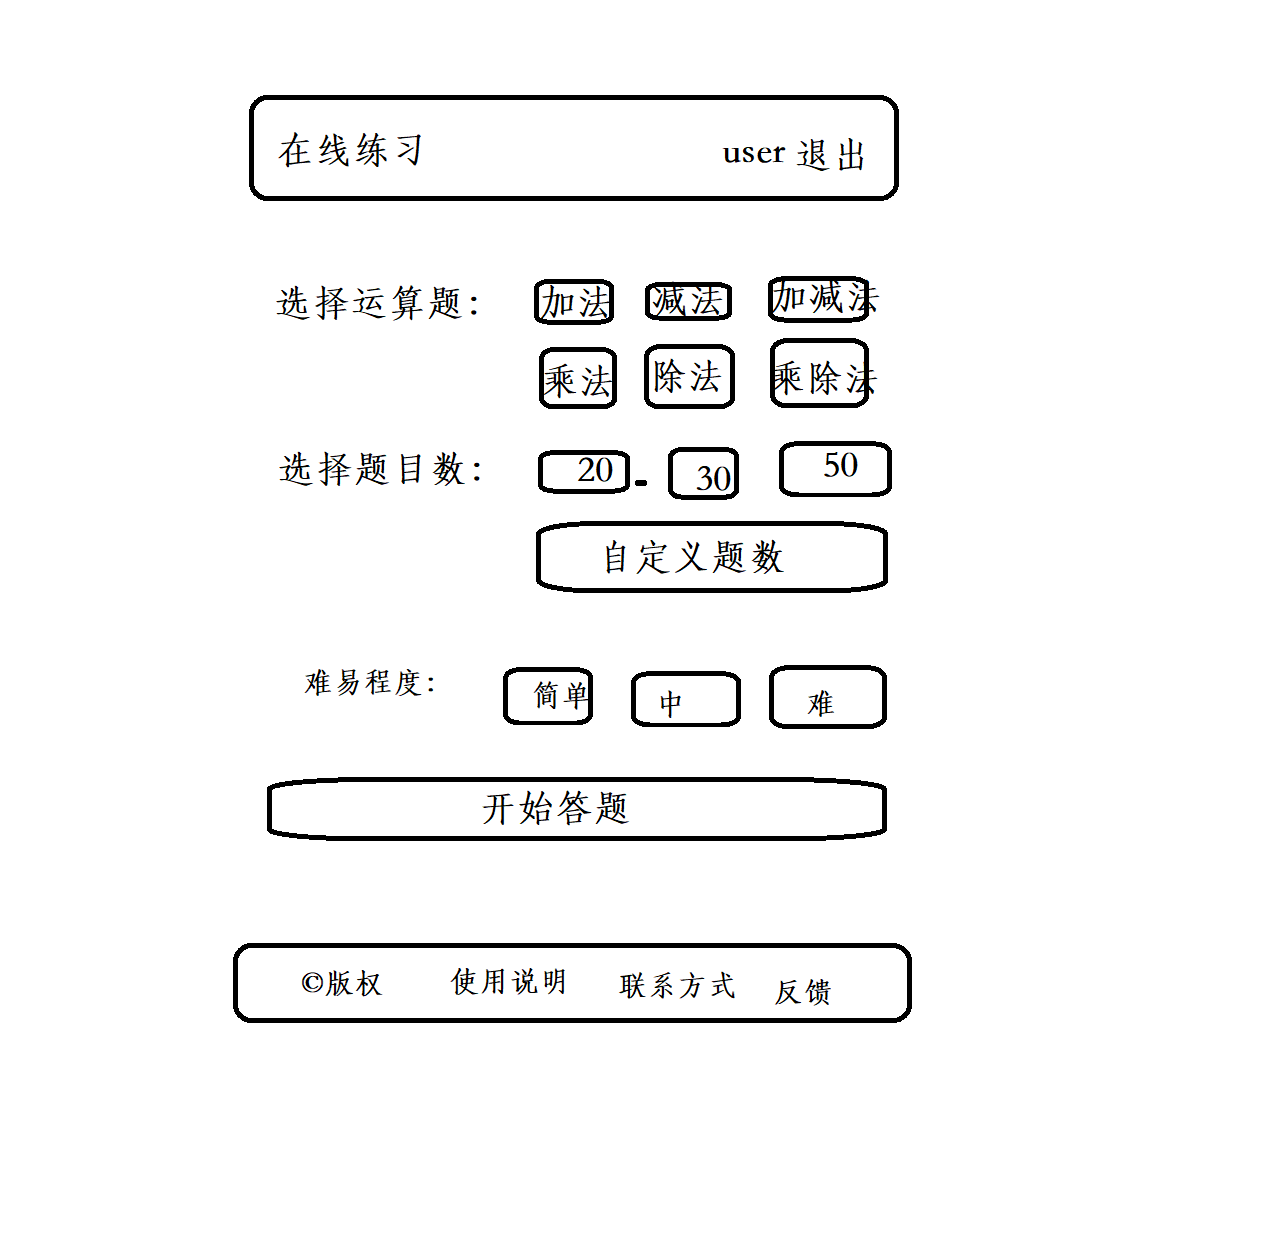 在线练习 user 退出
选择运算题： 加法 减法 加减法
乘法 除法 乘除法
选择题目数： 20 - 30 50
自定义题数
难易程度： 简单 中 难
开始答题
©版权 使用说明 联系方式 反馈